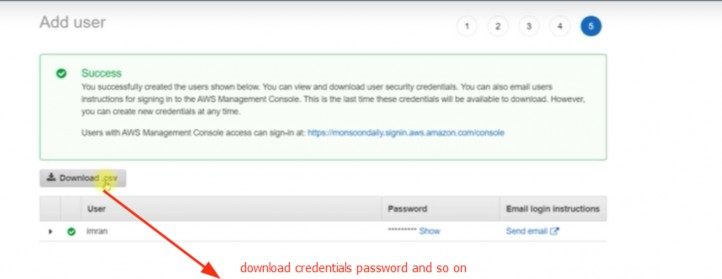 Add user
1 2 3 4 5
Success
You successfully created the users shown below. You can view and download user security credentials. You can also email users
instructions for signing in to the AWS Management Console. This is the last time these credentials will be available to download. However,
you can create new credentials at any time.
Users with AWS Management Console access can sign-in at: https://monsoondaily.signin.aws.amazon.com/console
Download .csv
User Password Email login instructions
imran ********* Show Send email
download credentials password and so on